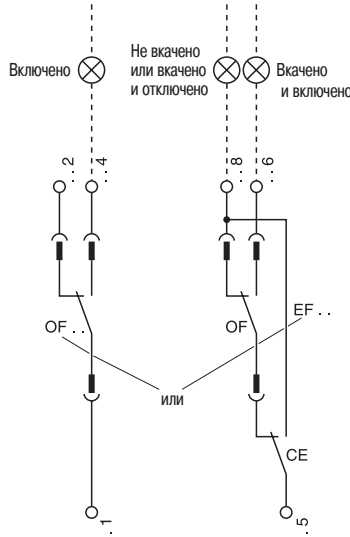 Включено
Не вкачено
или вкачено
и отключено
Вкачено
и включено
..2
..4
..8
..6
OF ..
OF
EF ..
или
CE
..1
..5